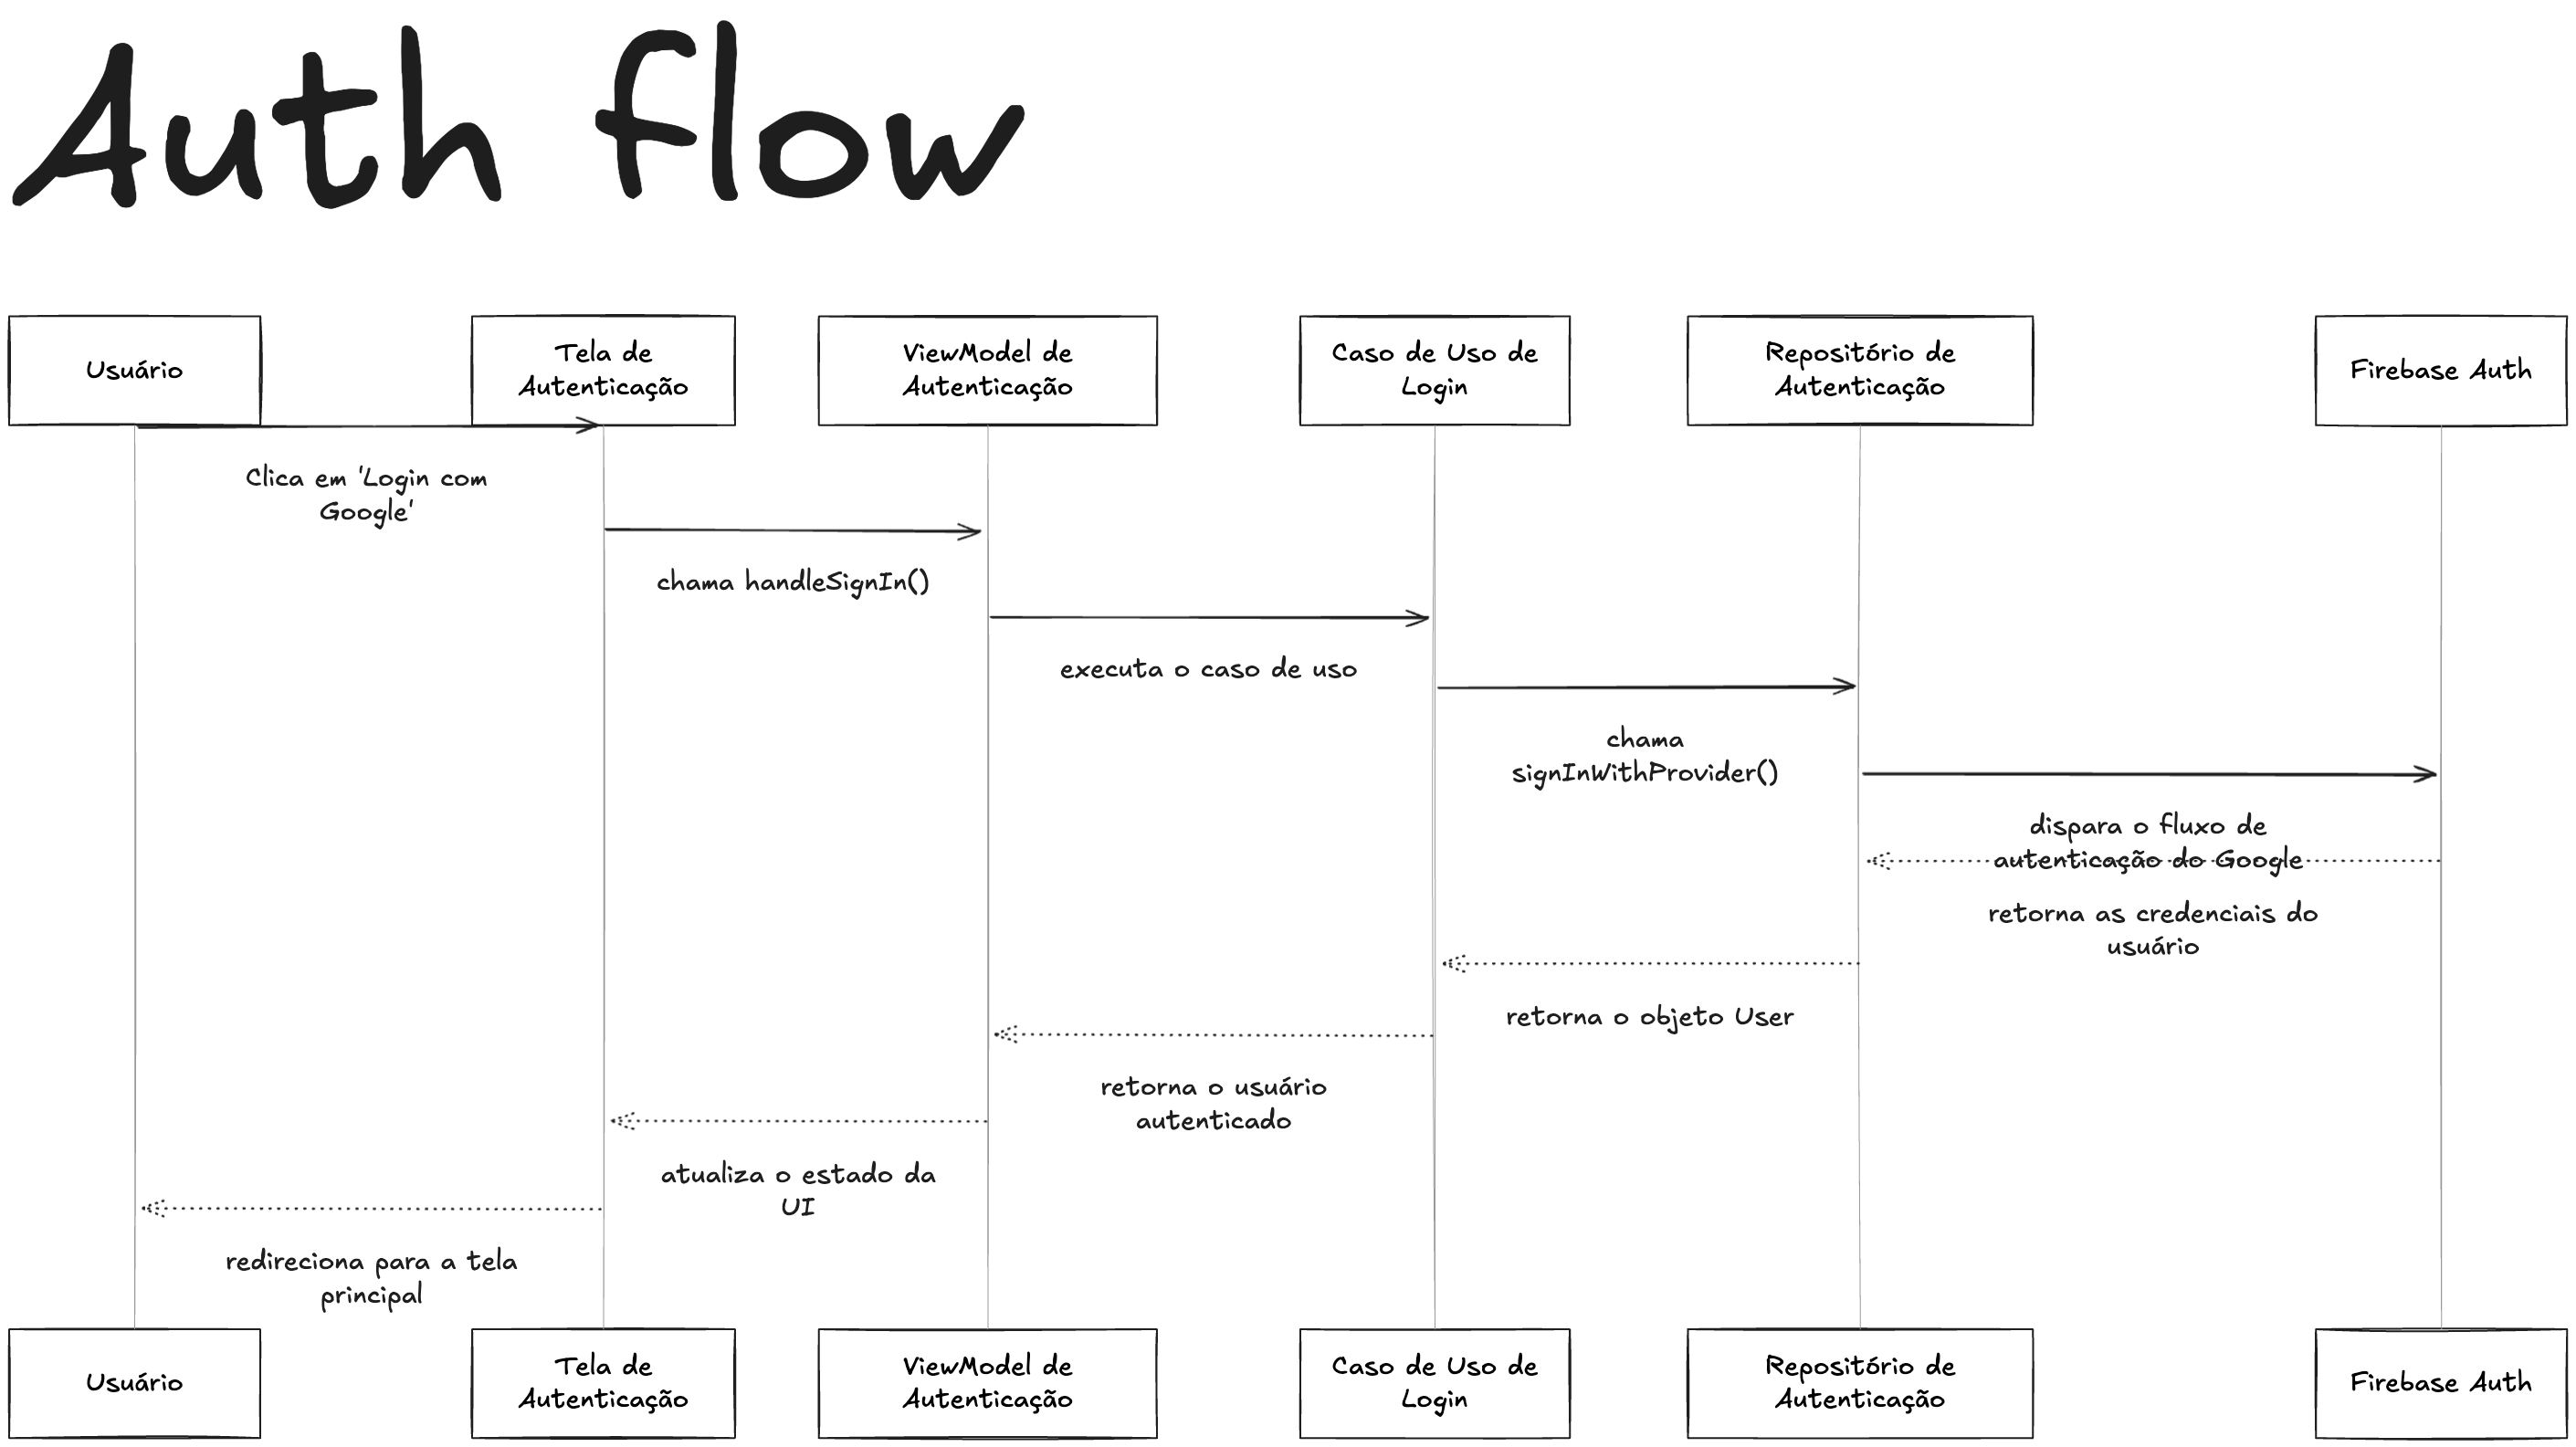 Auth flow
Usuário
Tela de
Autenticação
ViewModel de
Autenticação
Caso de Uso de
Login
Repositório de
Autenticação
Firebase Auth
Clica em 'Login com
Google'
chama handleSignIn()
executa o caso de uso
chama
signInWithProvider()
dispara o fluxo de
autenticação do Google
retorna as credenciais do
usuário
retorna o objeto User
retorna o usuário
autenticado
atualiza o estado da
UI
redireciona para a tela
principal
Usuário
Tela de
Autenticação
ViewModel de
Autenticação
Caso de Uso de
Login
Repositório de
Autenticação
Firebase Auth